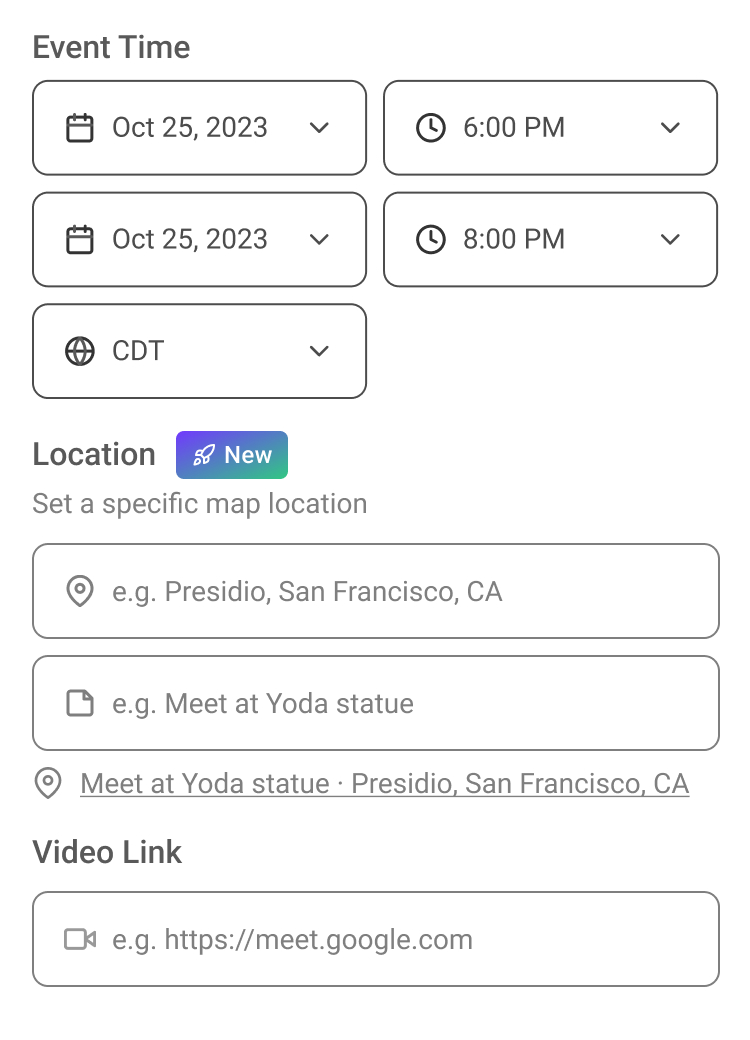 Event Time
Oct 25, 2023
6:00 PM
Oct 25, 2023
8:00 PM
CDT
Location
New
Set a specific map location
e.g. Presidio, San Francisco, CA
e.g. Meet at Yoda statue
Meet at Yoda statue · Presidio, San Francisco, CA
Video Link
e.g. https://meet.google.com